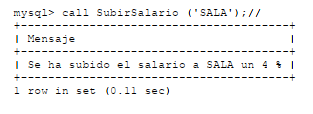 mysql> call SubirSalario ('SALA');//
+----------------------------------------+
| Mensaje                                |
+----------------------------------------+
| Se ha subido el salario a SALA un 4 % |
+----------------------------------------+
1 row in set (0.11 sec)